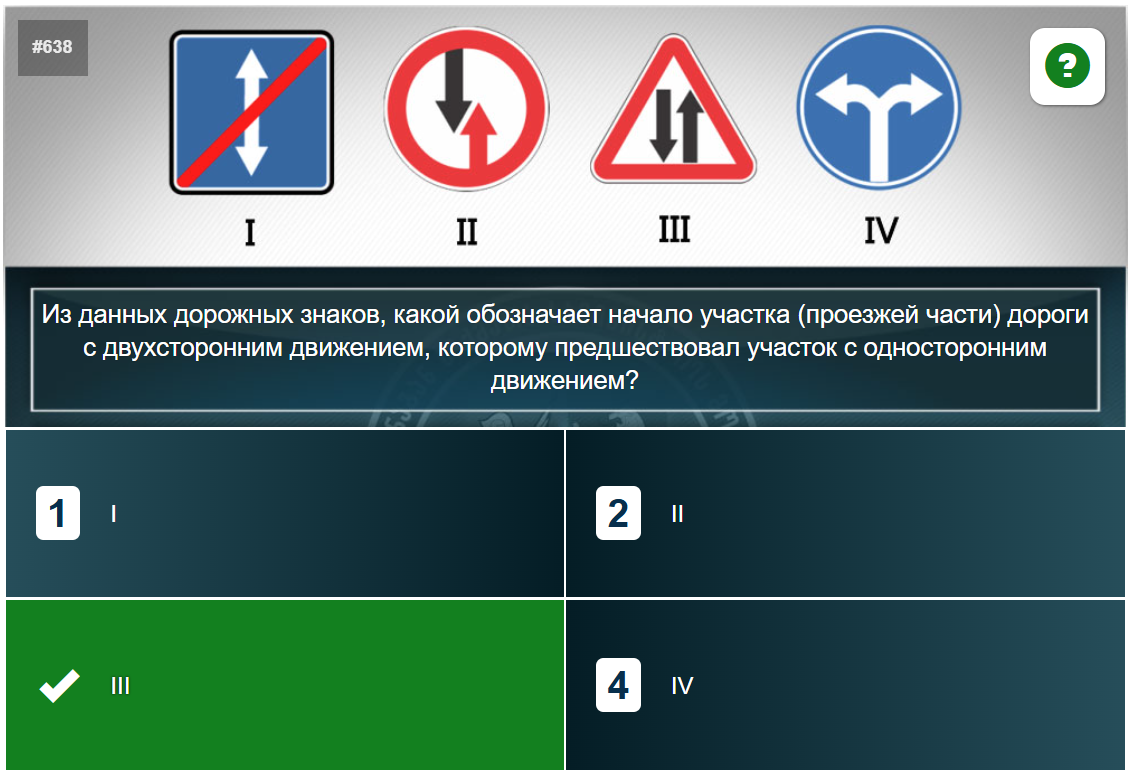 #638
?
I
II
III
IV
Из данных дорожных знаков, какой обозначает начало участка (проезжей части) дороги
с двухсторонним движением, которому предшествовал участок с односторонним
движением?
1 I
2 II
III
4 IV